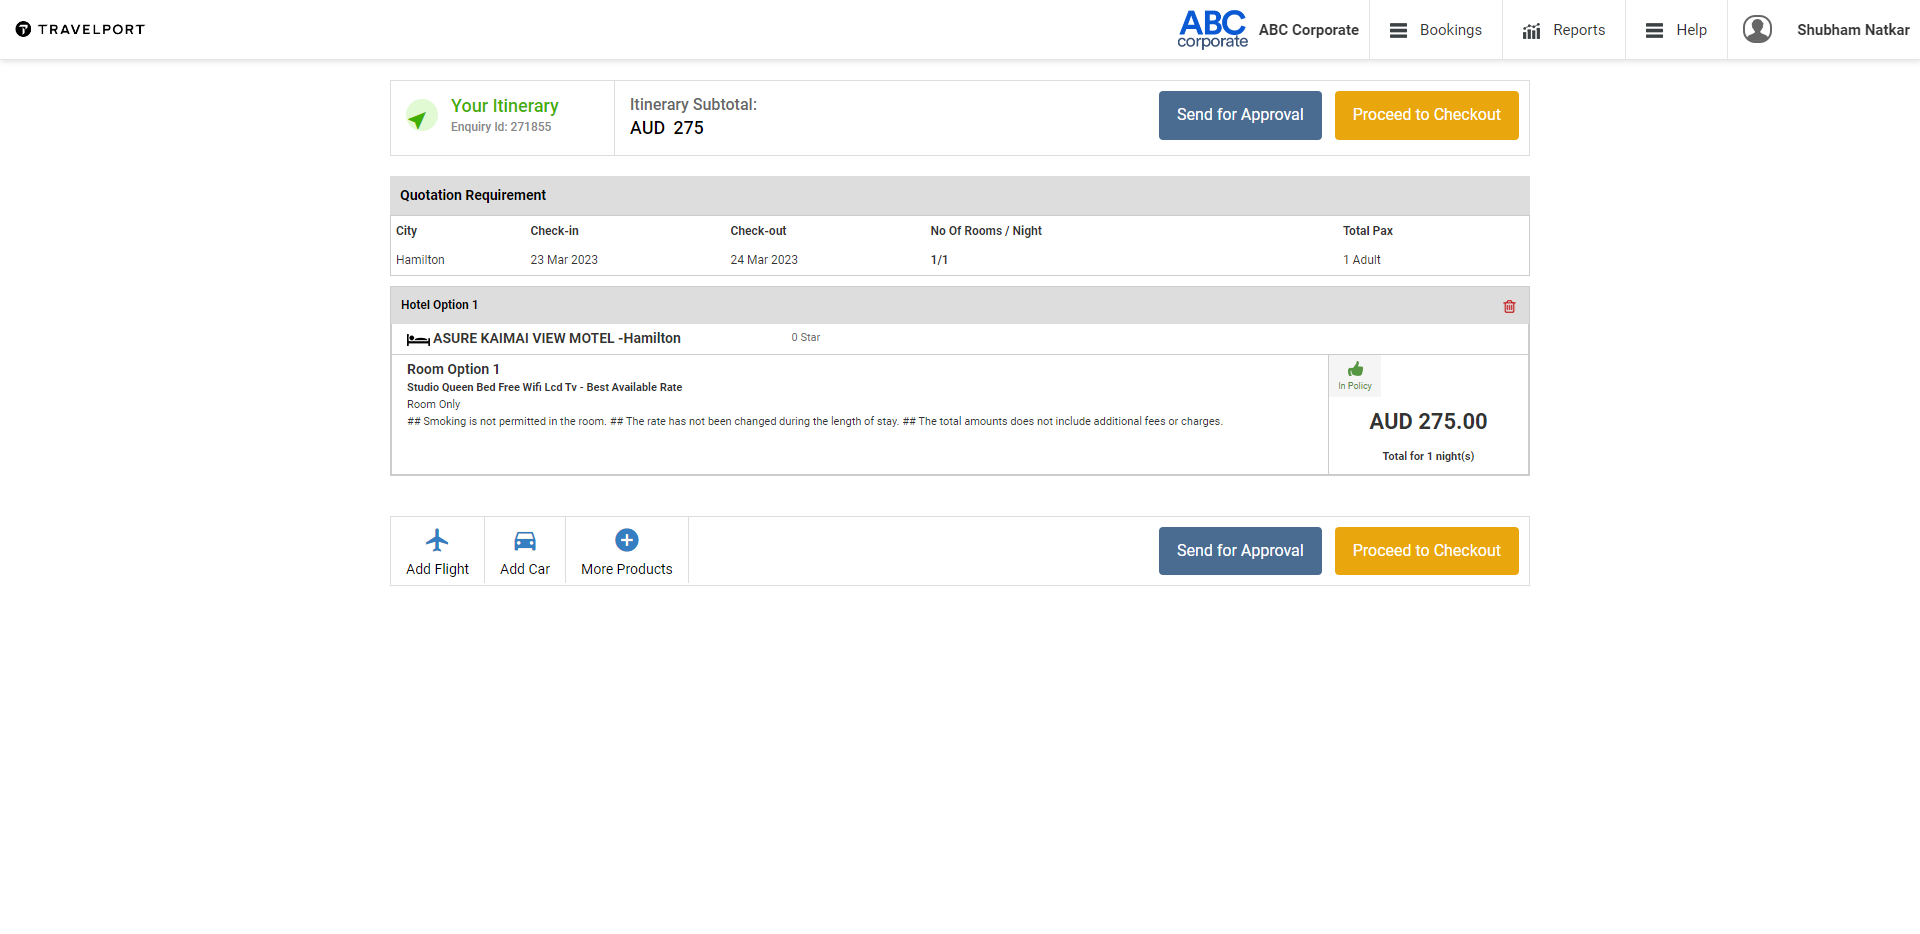 TRAVELPORT
ABC
corporate
ABC Corporate
Bookings
Reports
Help
Shubham Natkar
Your Itinerary
Enquiry Id: 271855
Itinerary Subtotal:
AUD 275
Send for Approval
Proceed to Checkout
Quotation Requirement
City Check-in Check-out No Of Rooms / Night Total Pax
Hamilton 23 Mar 2023 24 Mar 2023 1/1 1 Adult
Hotel Option 1
ASURE KAIMAI VIEW MOTEL -Hamilton 0 Star
Room Option 1
Studio Queen Bed Free Wifi Lcd Tv - Best Available Rate
Room Only
## Smoking is not permitted in the room. ## The rate has not been changed during the length of stay. ## The total amounts does not include additional fees or charges.
In Policy
AUD 275.00
Total for 1 night(s)
Add Flight
Add Car
More Products
Send for Approval
Proceed to Checkout